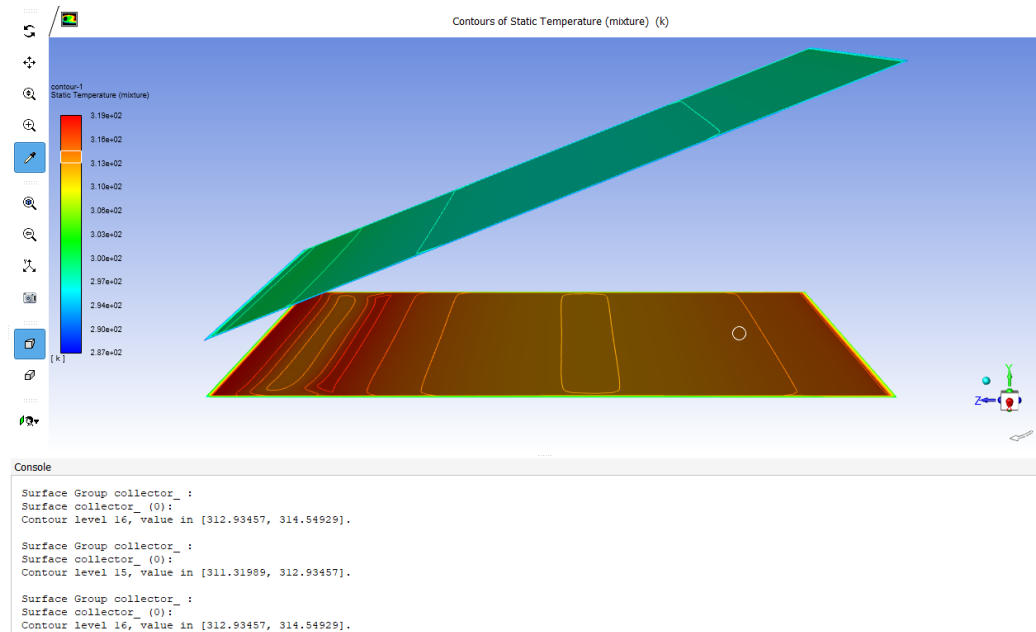 Contours of Static Temperature (mixture) (k)
contour-1
Static Temperature (mixture)
3.19e+02
3.16e+02
3.13e+02
3.10e+02
3.06e+02
3.03e+02
3.00e+02
2.97e+02
2.94e+02
2.90e+02
2.87e+02
[ k ]
Y
Z
Console
Surface Group collector_ :
Surface collector_ (0):
Contour level 16, value in [312.93457, 314.54929].
Surface Group collector_ :
Surface collector_ (0):
Contour level 15, value in [311.31989, 312.93457].
Surface Group collector_ :
Surface collector_ (0):
Contour level 16, value in [312.93457, 314.54929].